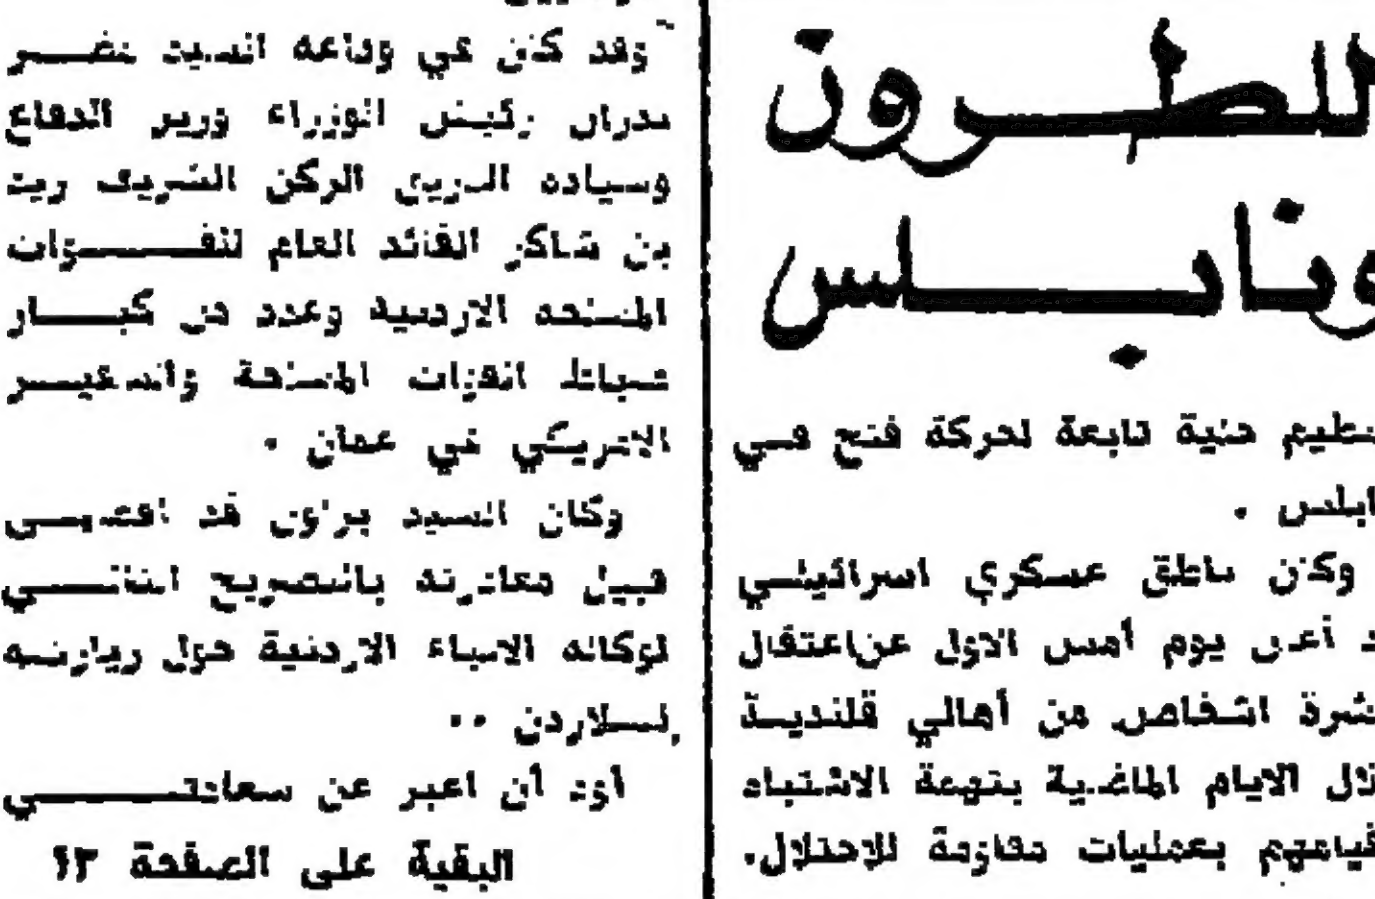 للطرون
ونابلس
تنظيم فنية تابعة لحركة فتح في
نابلس .
وكان ناطق عسكري اسرائيلي
قد أعلن يوم أمس الاول عن اعتقال
عشرة اشخاص من أهالي قلنديـة
خلال الايام الماضية بتهمة الاشتباه
بقيامهم بعمليات مقاومة للاحتلال.
وقد كان في وداعه السيد مضر
بدران رئيس الوزراء وزير الدفاع
وسيادة الفريق الركن الشريف زيد
بن شاكر القائد العام للقوات
المسلحة الاردنية وعدد من كبار
ضباط القوات المسلحة والسفير
الامريكي في عمان .
وكان السيد براون قد افضى
قبيل مغادرته بالتصريح التالي
لوكالة الانباء الاردنية حول زيارته
للاردن ..
أود أن اعبر عن سعادتي
البقية على الصفحة ١٣